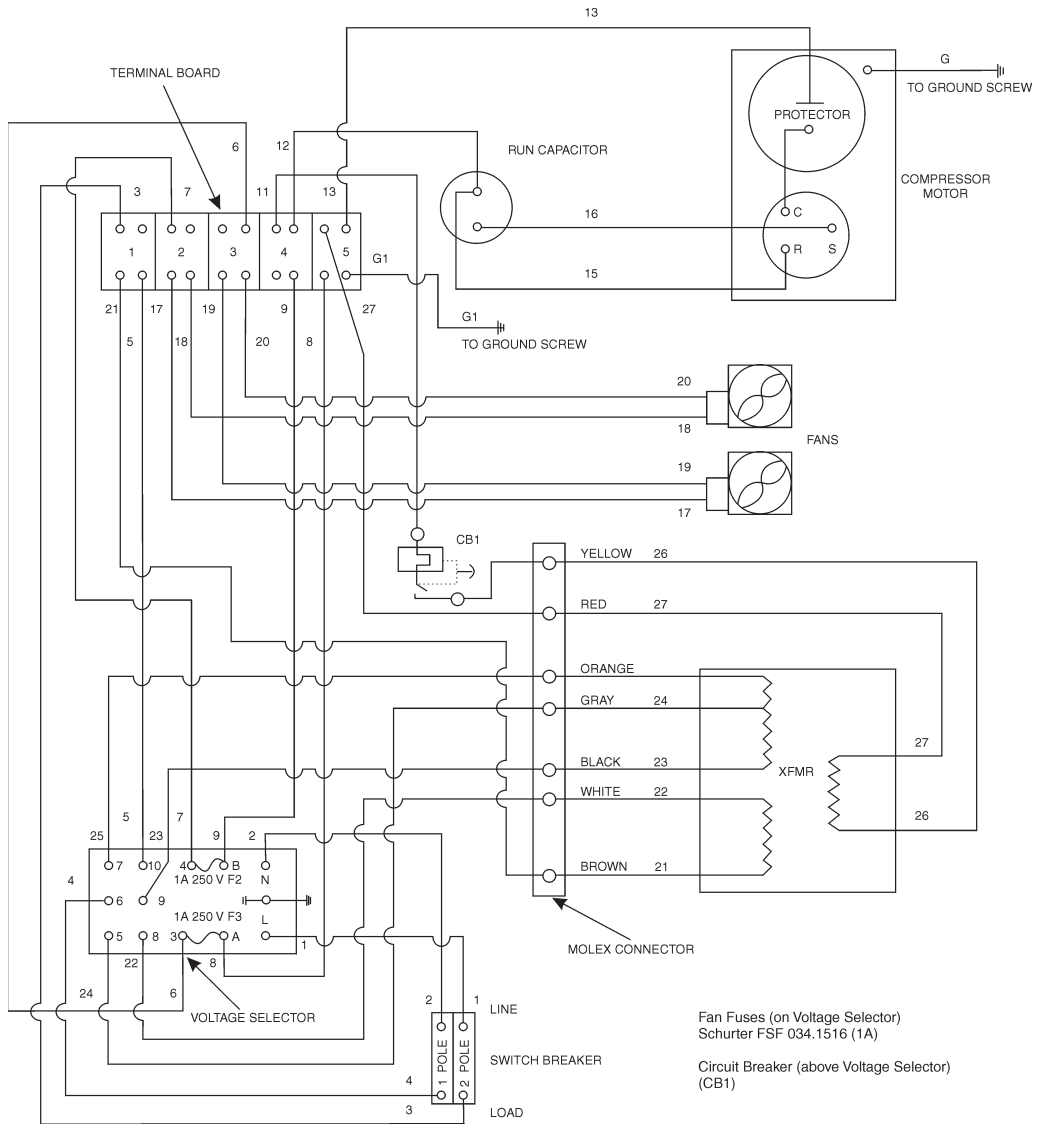 13
G
TERMINAL BOARD
TO GROUND SCREW
PROTECTOR
6
12
RUN CAPACITOR
COMPRESSOR
MOTOR
3
7
11
13
C
16
S
1
2
3
4
5
G1
R
15
21
17
19
9
27
G1
TO GROUND SCREW
5
18
20
8
20
18
FANS
19
17
CB1
YELLOW 26
RED 27
ORANGE
GRAY 24
27
BLACK 23
XFMR
WHITE 22
26
5
7
25
23
9
2
7
10
4
B
N
1A 250 V F2
BROWN 21
4
6
9
1A 250 V F3
L
5
8
3
A
1
MOLEX CONNECTOR
22
8
24
6
2
1
LINE
VOLTAGE SELECTOR
Fan Fuses (on Voltage Selector)
Schurter FSF 034.1516 (1A)
1 POLE
2 POLE
SWITCH BREAKER
Circuit Breaker (above Voltage Selector)
(CB1)
4
3
LOAD